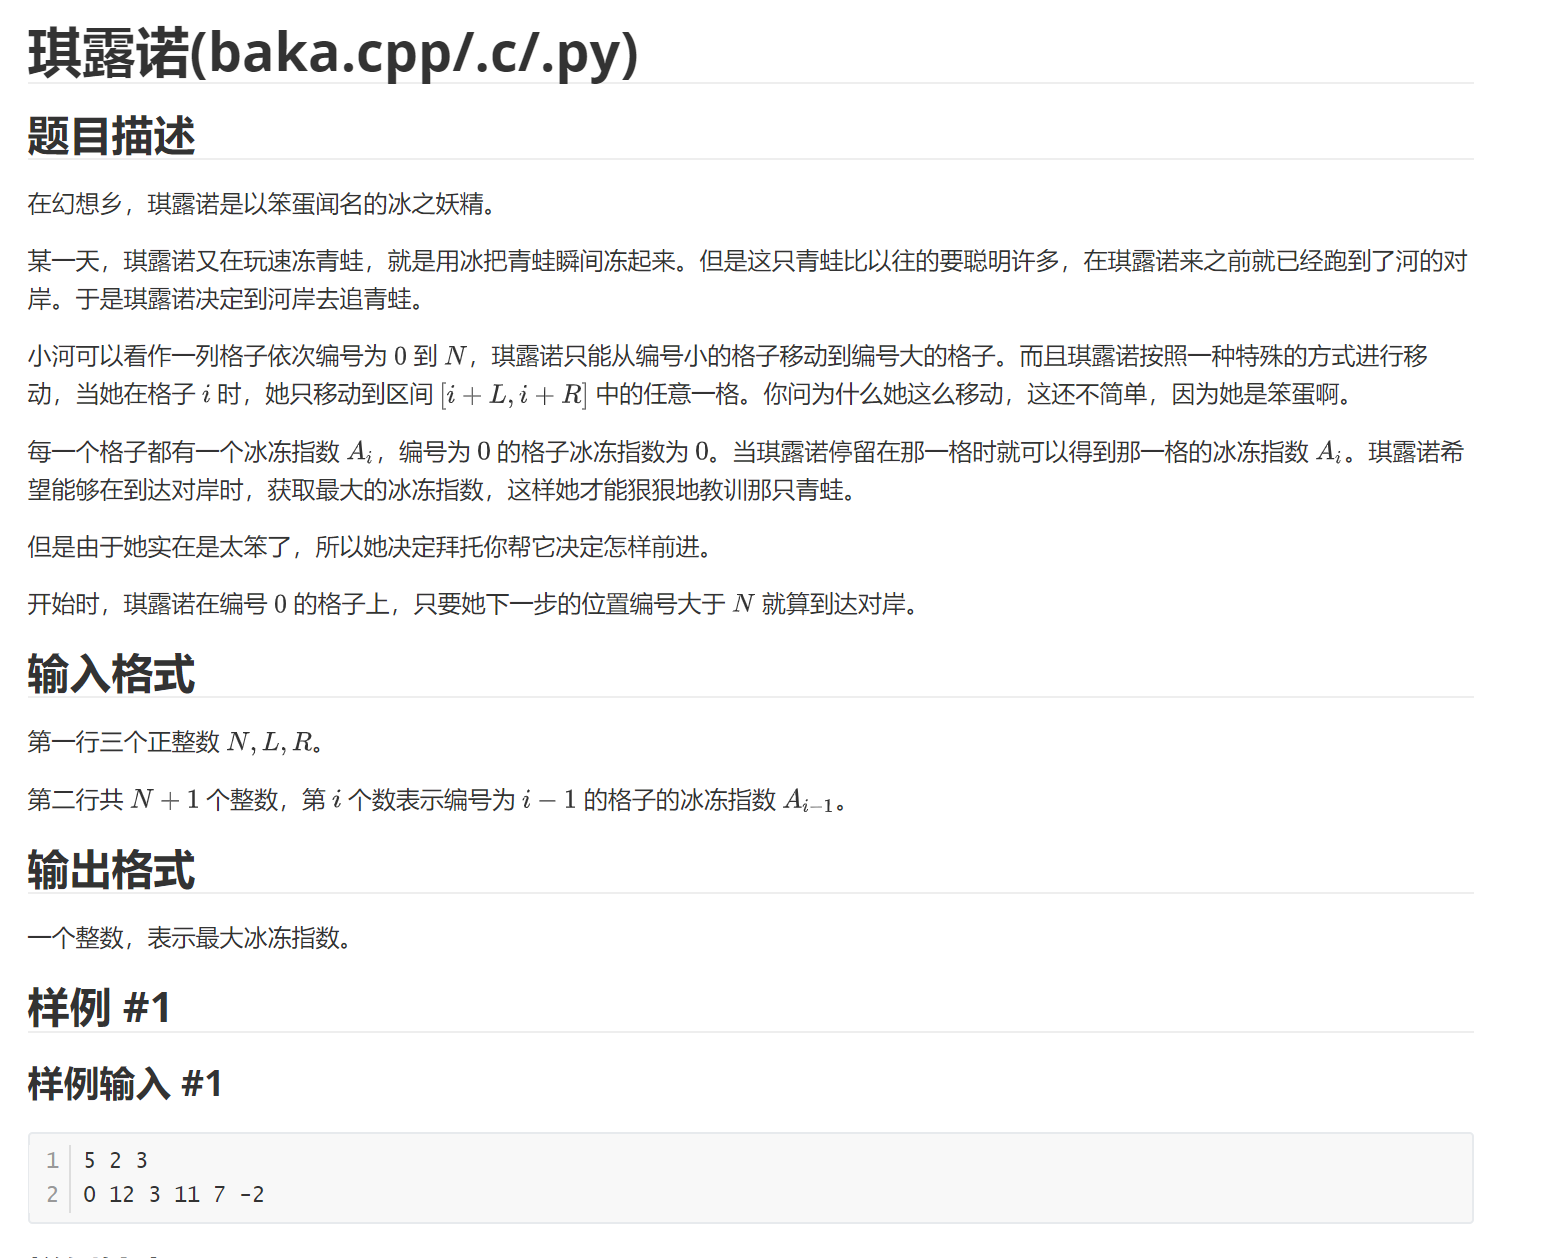 琪露诺(baka.cpp/.c/.py)
题目描述
在幻想乡，琪露诺是以笨蛋闻名的冰之妖精。
某一天，琪露诺又在玩速冻青蛙，就是用冰把青蛙瞬间冻起来。但是这只青蛙比以往的要聪明许多，在琪露诺来之前就已经跑到了河的对
岸。于是琪露诺决定到河岸去追青蛙。
小河可以看作一列格子依次编号为 0 到 N，琪露诺只能从编号小的格子移动到编号大的格子。而且琪露诺按照一种特殊的方式进行移
动，当她在格子 i 时，她只移动到区间 [i + L, i + R] 中的任意一格。你问为什么她这么移动，这还不简单，因为她是笨蛋啊。
每一个格子都有一个冰冻指数 A_i，编号为 0 的格子冰冻指数为 0。当琪露诺停留在那一格时就可以得到那一格的冰冻指数 A_i。琪露诺希
望能够在到达对岸时，获取最大的冰冻指数，这样她才能狠狠地教训那只青蛙。
但是由于她实在是太笨了，所以她决定拜托你帮它决定怎样前进。
开始时，琪露诺在编号 0 的格子上，只要她下一步的位置编号大于 N 就算到达对岸。
输入格式
第一行三个正整数 N, L, R。
第二行共 N + 1 个整数，第 i 个数表示编号为 i − 1 的格子的冰冻指数 A_{i−1}。
输出格式
一个整数，表示最大冰冻指数。
样例 #1
样例输入 #1
1 5 2 3
2 0 12 3 11 7 -2